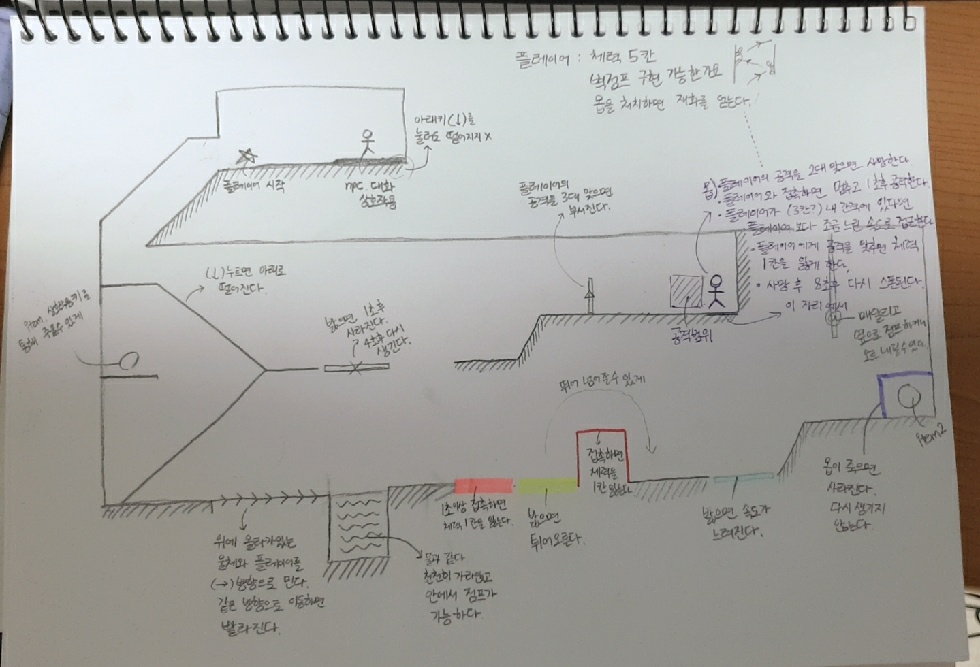 플레이어 : 체력 5칸
벽점프 구현 가능한가요
몹을 처치하면 재화를 얻는다.
아래키(↓)를
눌러도 떨어지지 x
플레이어 시작
npc 대화
상호작용
몹) 플레이어의 공격을 2대 맞으면 사망한다.
• 플레이어와 접촉하면 멈추고 1초후 공격한다.
• 플레이어가 (3칸?) 내 간격에 있다면
플레이어보다 조금 느린 속도로 접근한다
• 플레이어에게 공격을 맞추면 체력
1칸을 잃게 한다.
• 사망 후 8초후 다시 스폰된다.
이 자리에서
플레이어의
공격을 3대 맞으면
부서진다.
공격범위
(↓) 누르면 아래로
떨어진다.
item. 상호작용키를
통해 주울수 있게
밟으면 1초후
사라진다.
4초후 다시
생긴다.
매달리고
옆으로 점프하거나
오르내릴수있다.
뛰어 넘어갈수 있게
접촉하면
체력을
1칸 잃는다
item2
몹이 죽으면
사라진다.
다시 생기지
않는다.
1초이상 접촉하면
체력 1칸을 잃는다.
밟으면
튀어오른다.
밟으면 속도가
느려진다.
위에 올라가있는
물체와 플레이어를
(→)방향으로 민다.
같은 방향으로 이동하면
빨라진다.
물과 같다
천천히 가라앉고
안에서 점프가
가능하다.